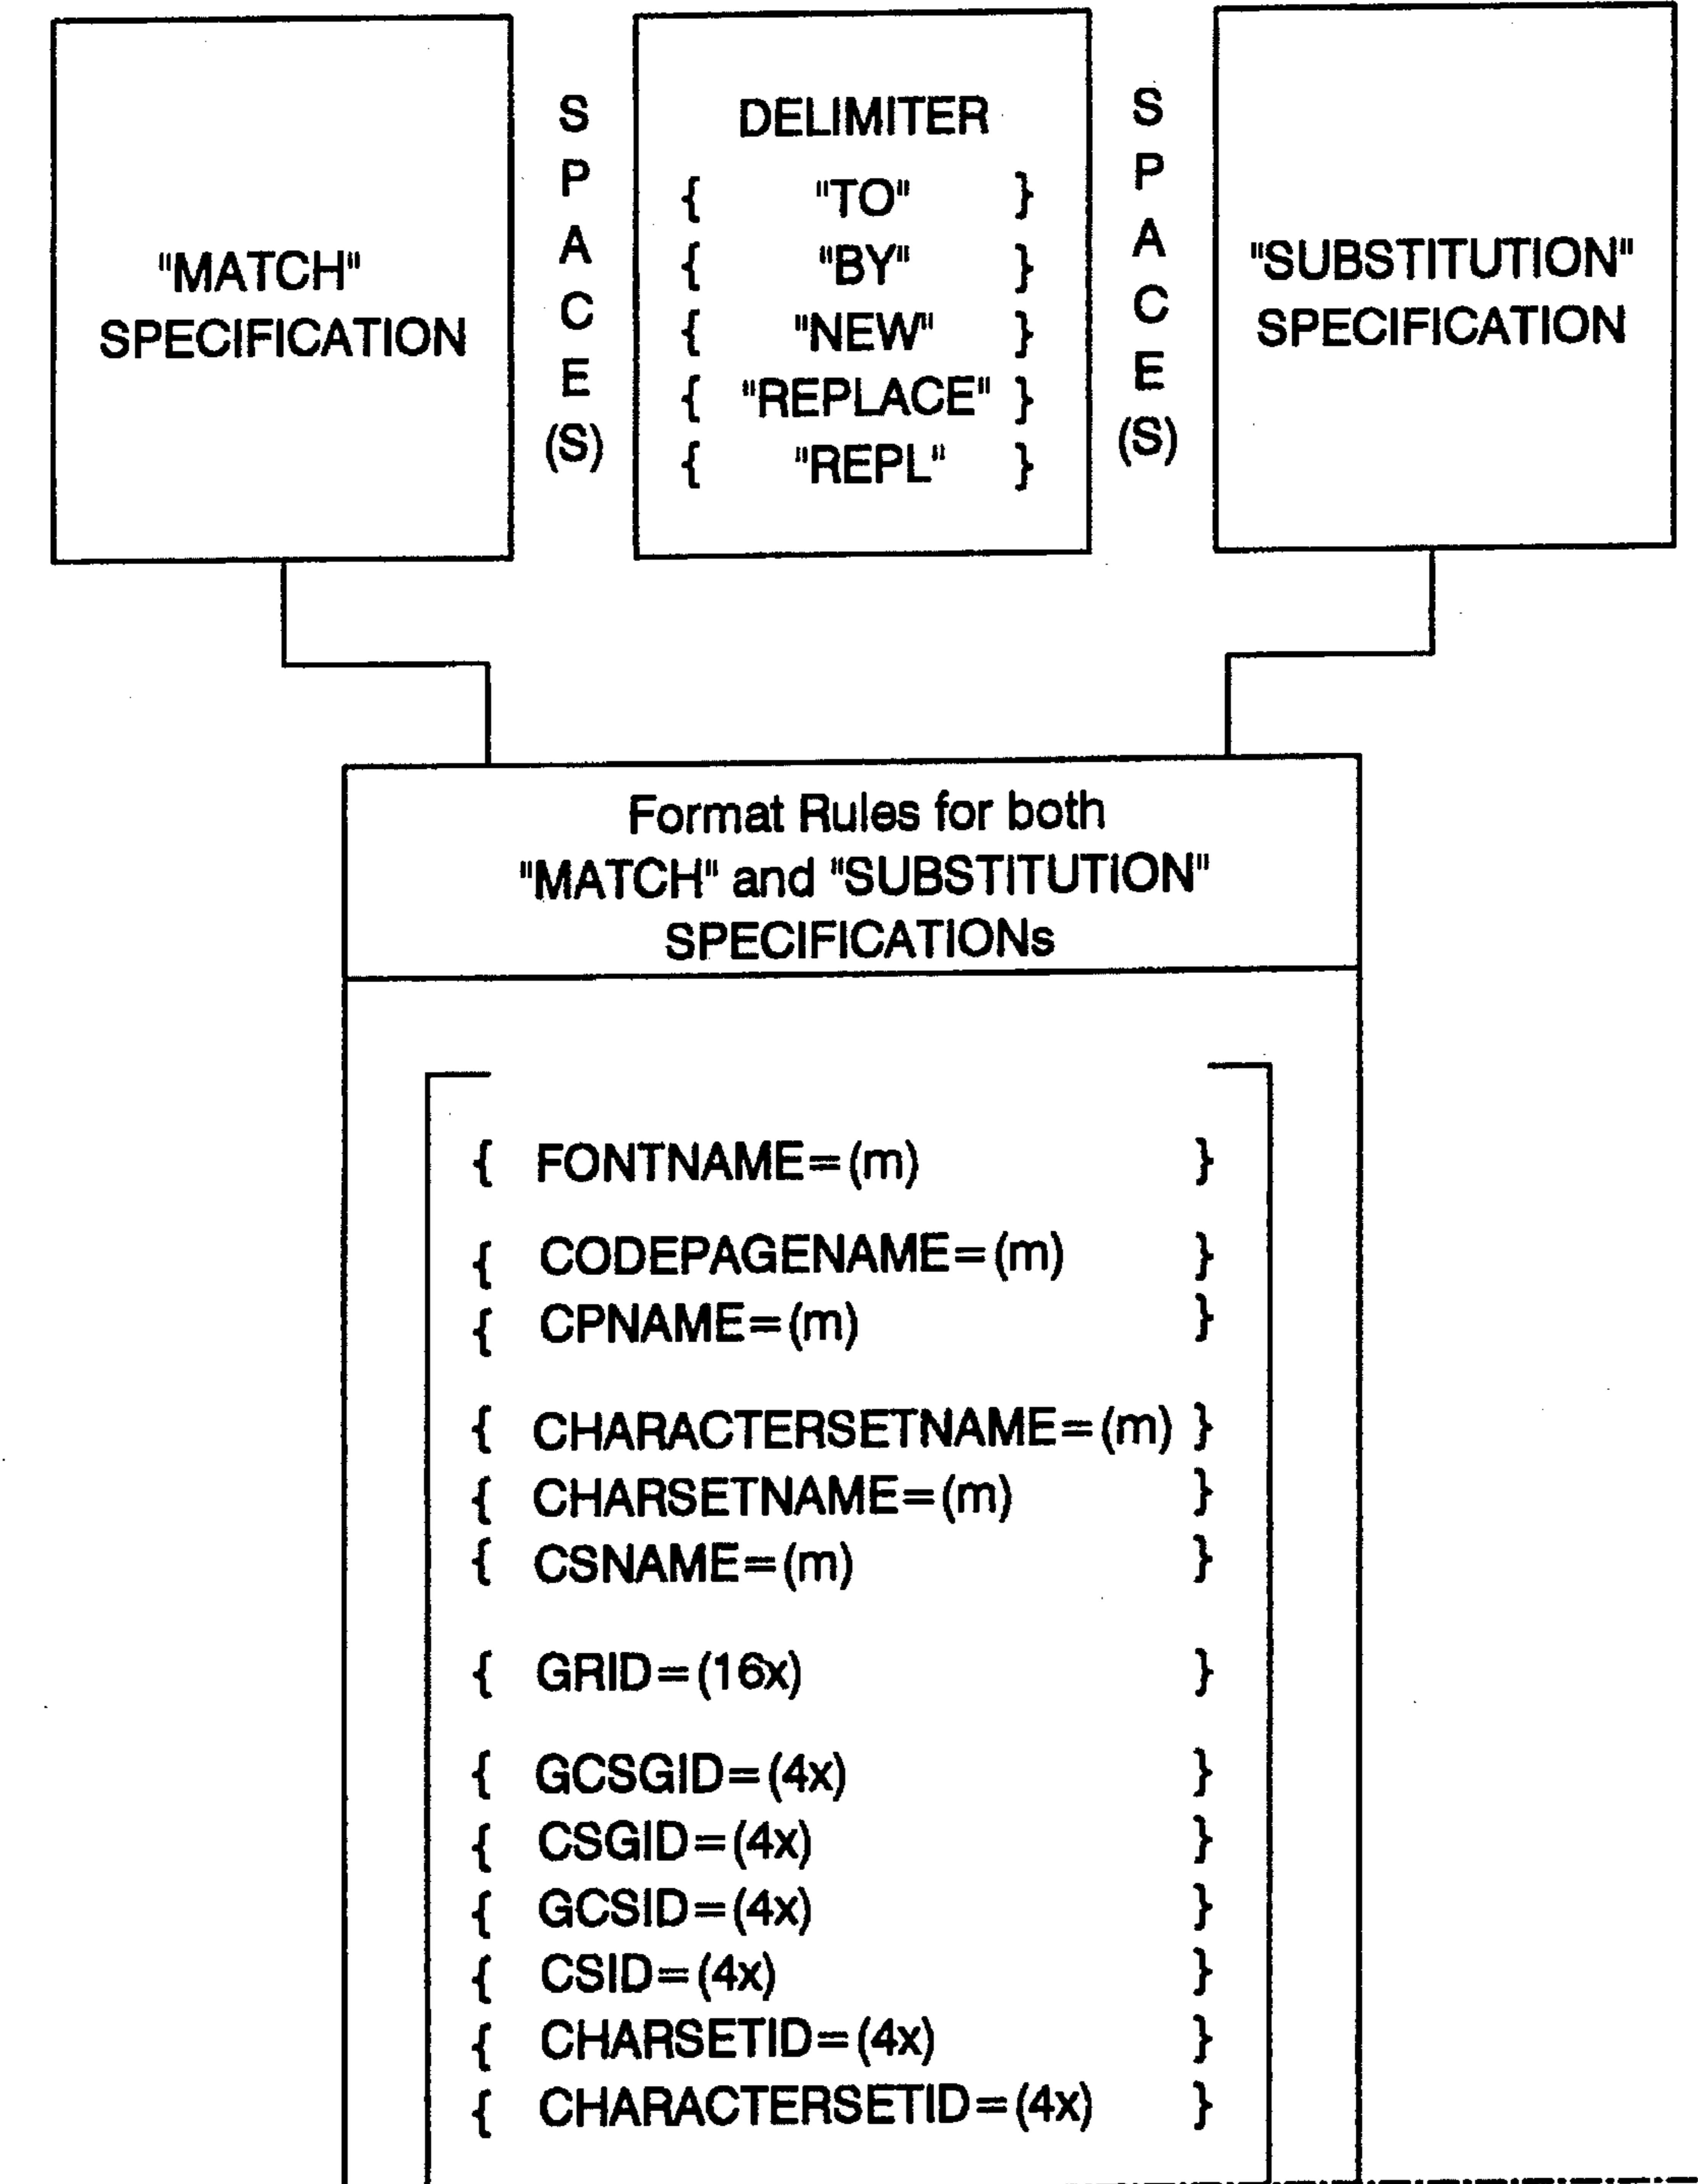 "MATCH"
SPECIFICATION
SPACE(S)
DELIMITER
{ "TO" }
{ "BY" }
{ "NEW" }
{ "REPLACE" }
{ "REPL" }
SPACE(S)
"SUBSTITUTION"
SPECIFICATION
Format Rules for both
"MATCH" and "SUBSTITUTION"
SPECIFICATIONs
{ FONTNAME=(m) }
{ CODEPAGENAME=(m) }
{ CPNAME=(m) }
{ CHARACTERSETNAME=(m) }
{ CHARSETNAME=(m) }
{ CSNAME=(m) }
{ GRID=(16x) }
{ GCSGID=(4x) }
{ CSGID=(4x) }
{ GCSID=(4x) }
{ CSID=(4x) }
{ CHARSETID=(4x) }
{ CHARACTERSETID=(4x) }